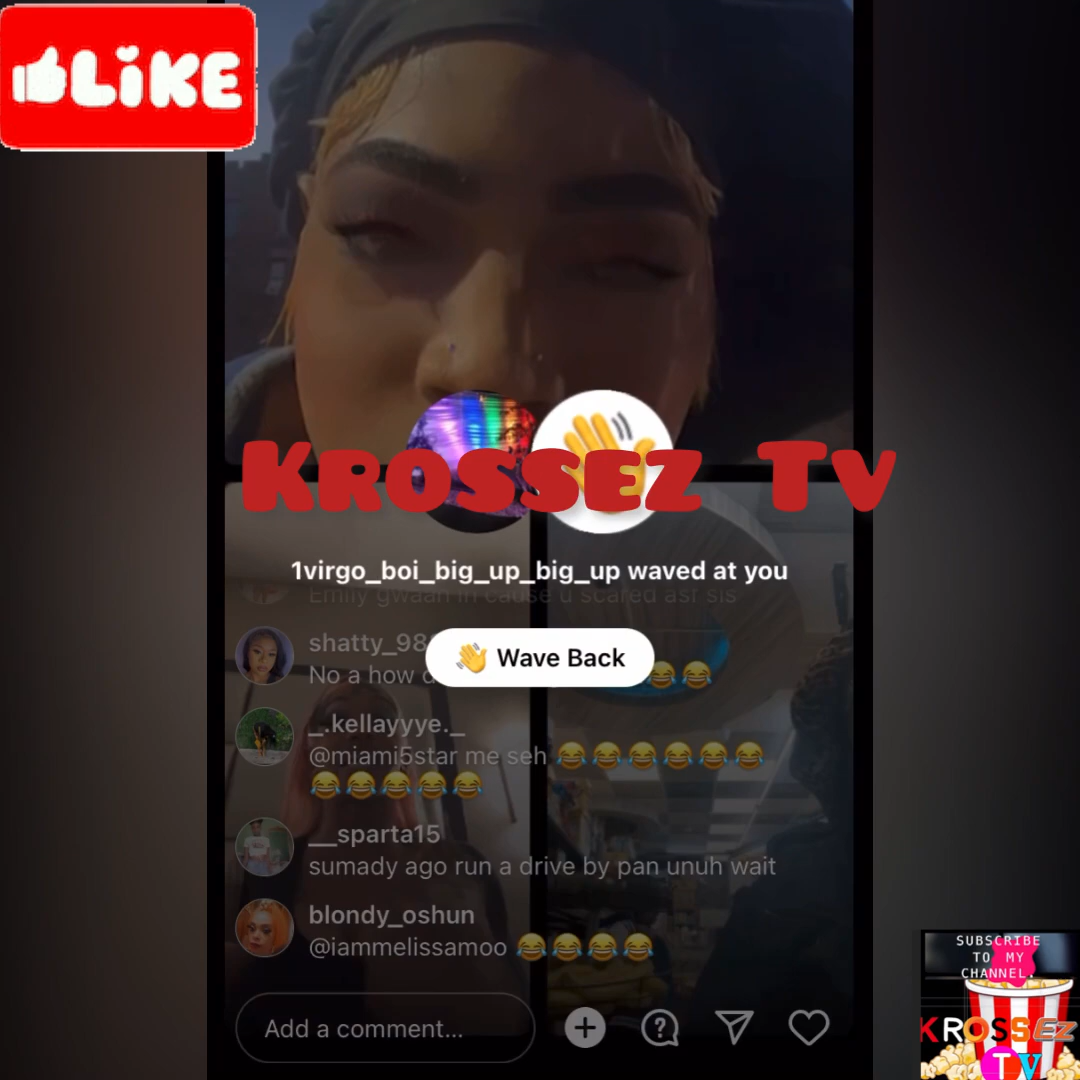 LiKE
KROSSEZ TV
1virgo_boi_big_up_big_up waved at you
Emily gwaan in cause u scared asf sis
shatty_98
No a how 😂😂
👋 Wave Back
_.kellayyye._
@miami5star me seh 😂😂😂😂😂😂
😂😂😂😂😂
__sparta15
sumady ago run a drive by pan unuh wait
blondy_oshun
@iammelissamoo 😂😂😂😂
Add a comment...
SUBSCRIBE
TO MY
CHANNEL.
KROSSEz
TV